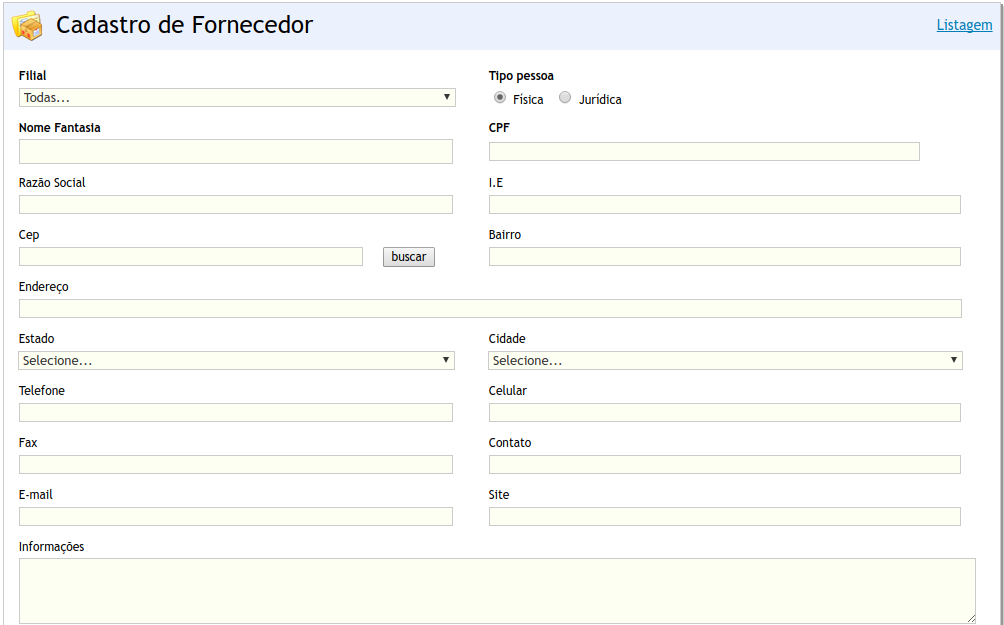 Cadastro de Fornecedor
Listagem
Filial
Tipo pessoa
Todas...
Física
Jurídica
Nome Fantasia
CPF
Razão Social
I.E
Cep
Bairro
buscar
Endereço
Estado
Cidade
Selecione...
Selecione...
Telefone
Celular
Fax
Contato
E-mail
Site
Informações